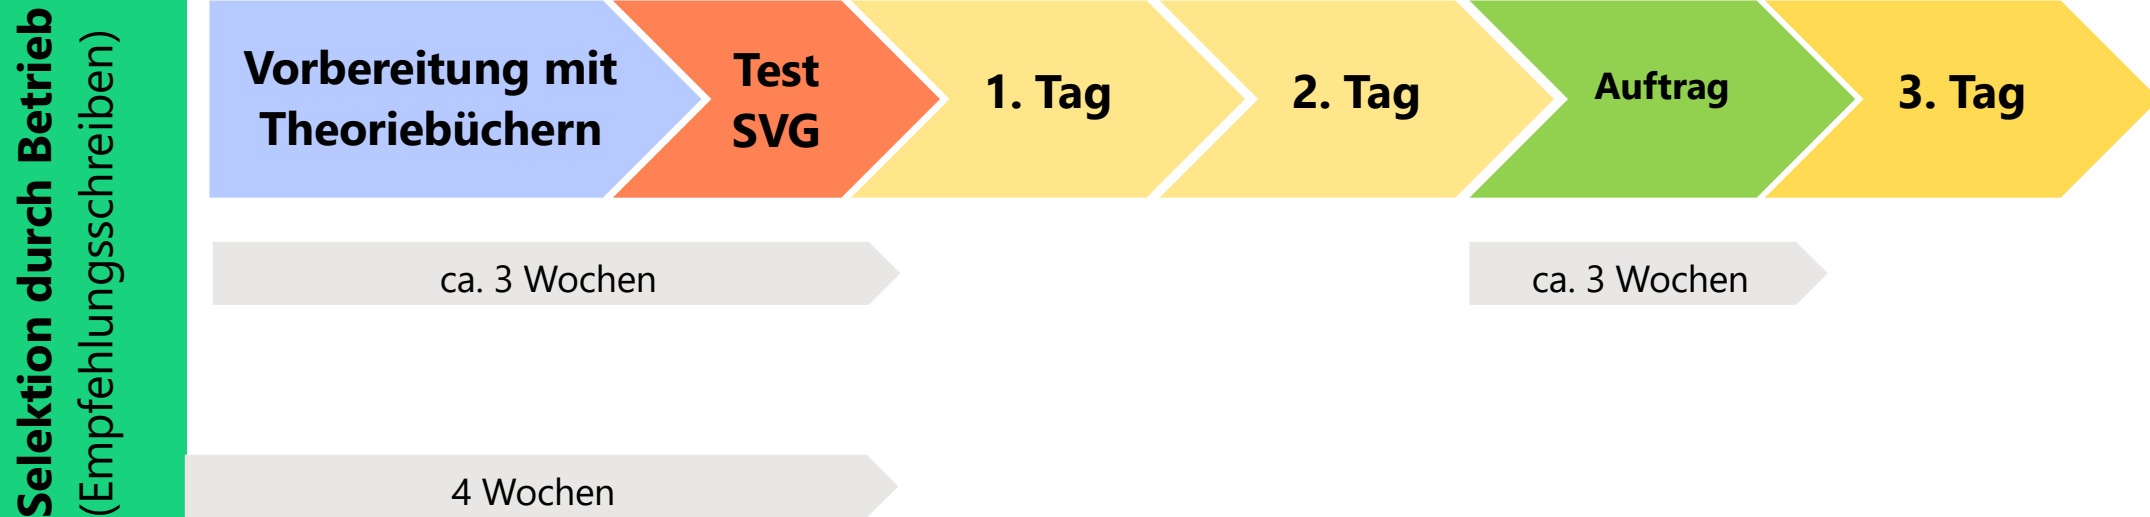 Selektion durch Betrieb
(Empfehlungsschreiben)
Vorbereitung mit
Theoriebüchern
Test
SVG
1. Tag
2. Tag
Auftrag
3. Tag
ca. 3 Wochen
ca. 3 Wochen
4 Wochen